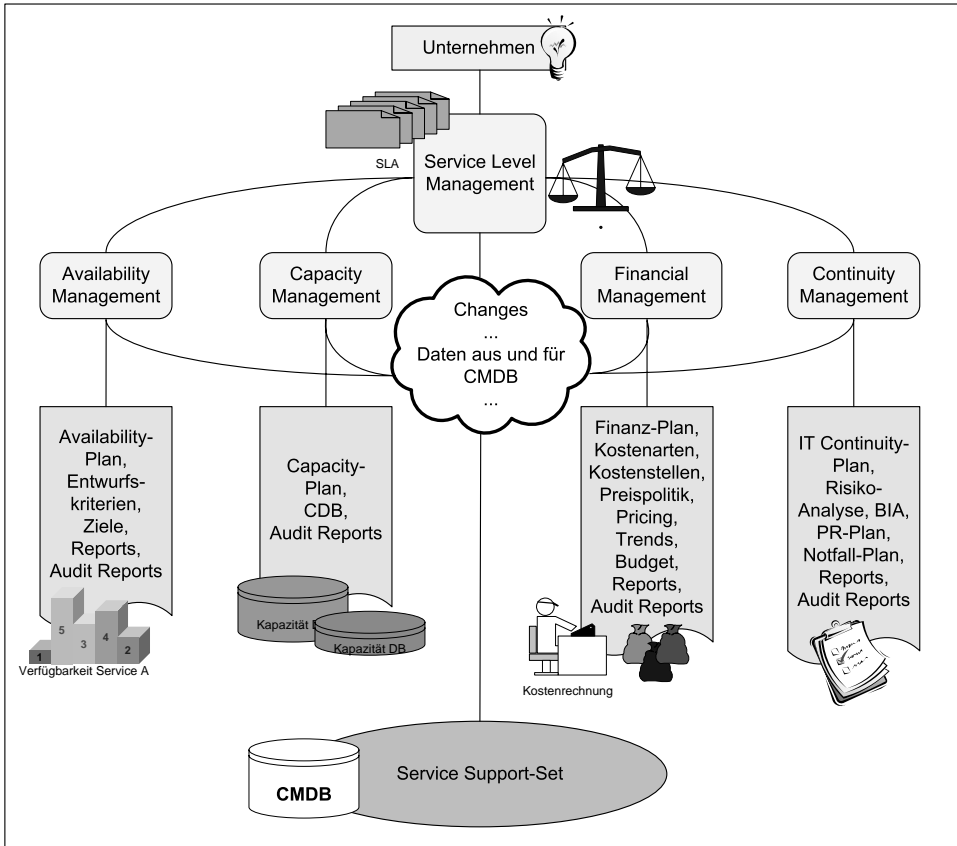 Unternehmen
SLA
Service Level
Management
Availability
Management
Capacity
Management
Financial
Management
Continuity
Management
Changes
...
Daten aus und für
CMDB
...
Availability-
Plan,
Entwurfs-
kriterien,
Ziele,
Reports,
Audit Reports
Capacity-
Plan,
CDB,
Audit Reports
Finanz-Plan,
Kostenarten,
Kostenstellen,
Preispolitik,
Pricing,
Trends,
Budget,
Reports,
Audit Reports
IT Continuity-
Plan,
Risiko-
Analyse, BIA,
PR-Plan,
Notfall-Plan,
Reports,
Audit Reports
1
5
3
4
2
Verfügbarkeit Service A
Kapazität
Kapazität DB
Kostenrechnung
CMDB
Service Support-Set